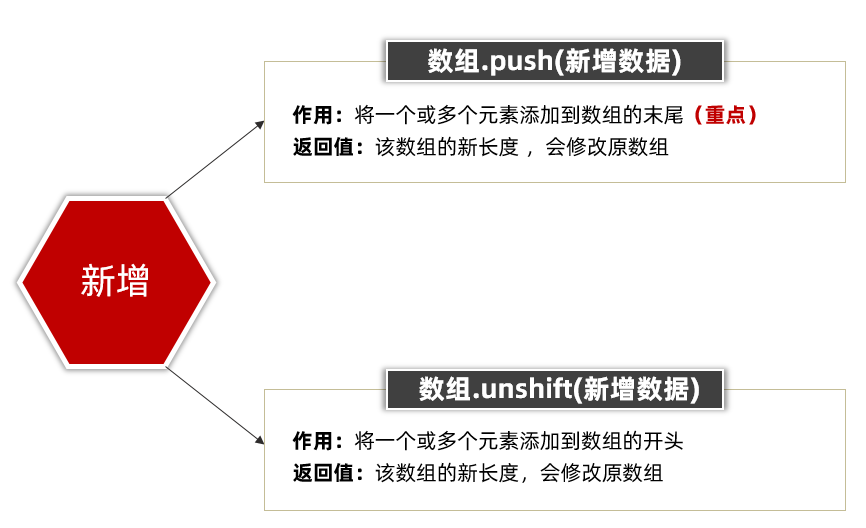 数组.push(新增数据)
作用：将一个或多个元素添加到数组的末尾（重点）
返回值：该数组的新长度 ，会修改原数组
新增
数组.unshift(新增数据)
作用：将一个或多个元素添加到数组的开头
返回值：该数组的新长度，会修改原数组